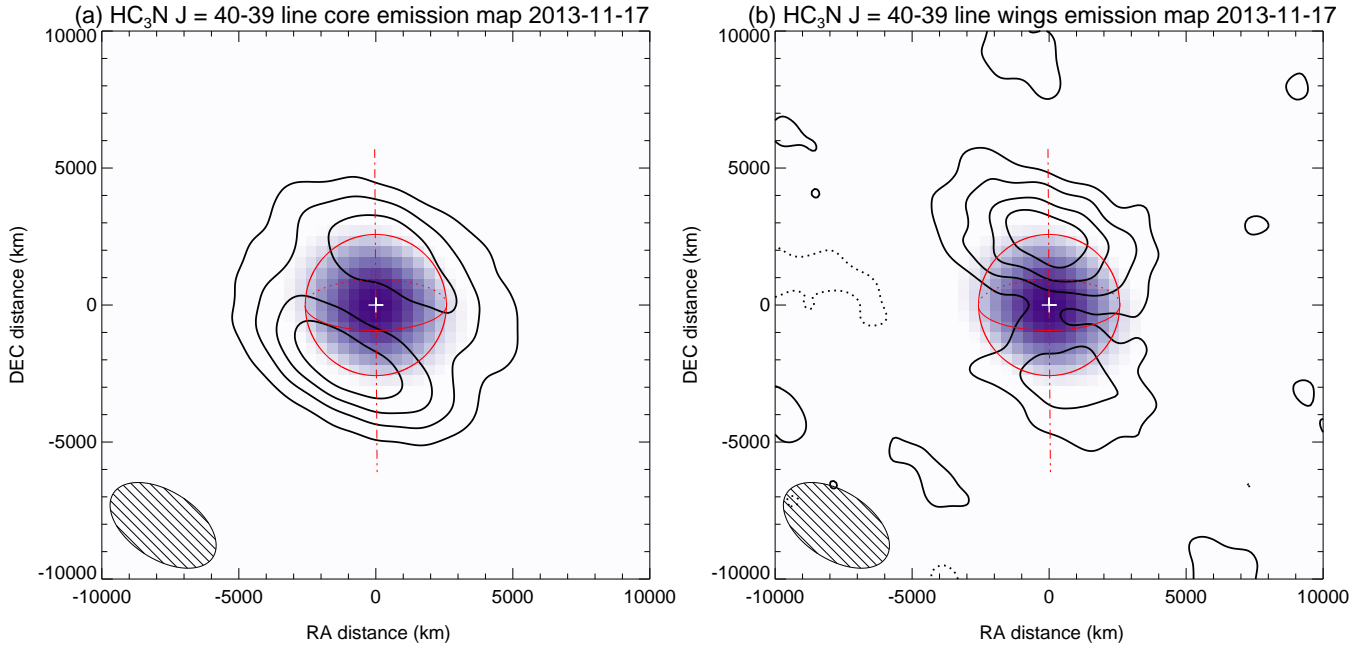 (a) HC₃N J = 40-39 line core emission map 2013-11-17
(b) HC₃N J = 40-39 line wings emission map 2013-11-17
10000
5000
0
-5000
-10000
DEC distance (km)
-10000 -5000 0 5000 10000
RA distance (km)
10000
5000
0
-5000
-10000
DEC distance (km)
-10000 -5000 0 5000 10000
RA distance (km)